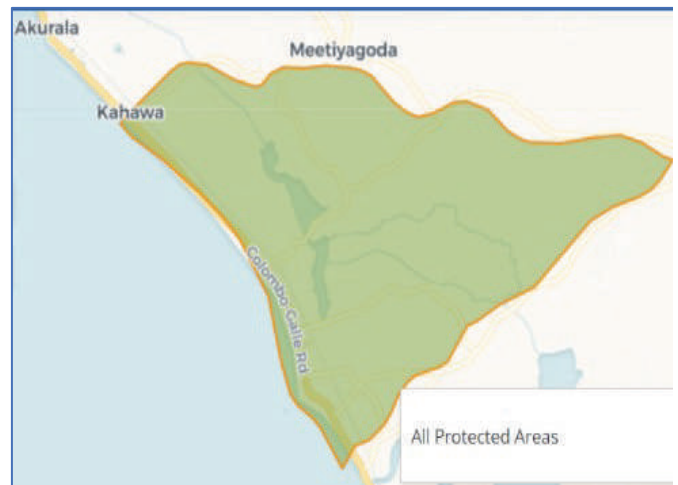 Akurala
Meetiyagoda
Kahawa
Colombo Galle Rd
All Protected Areas